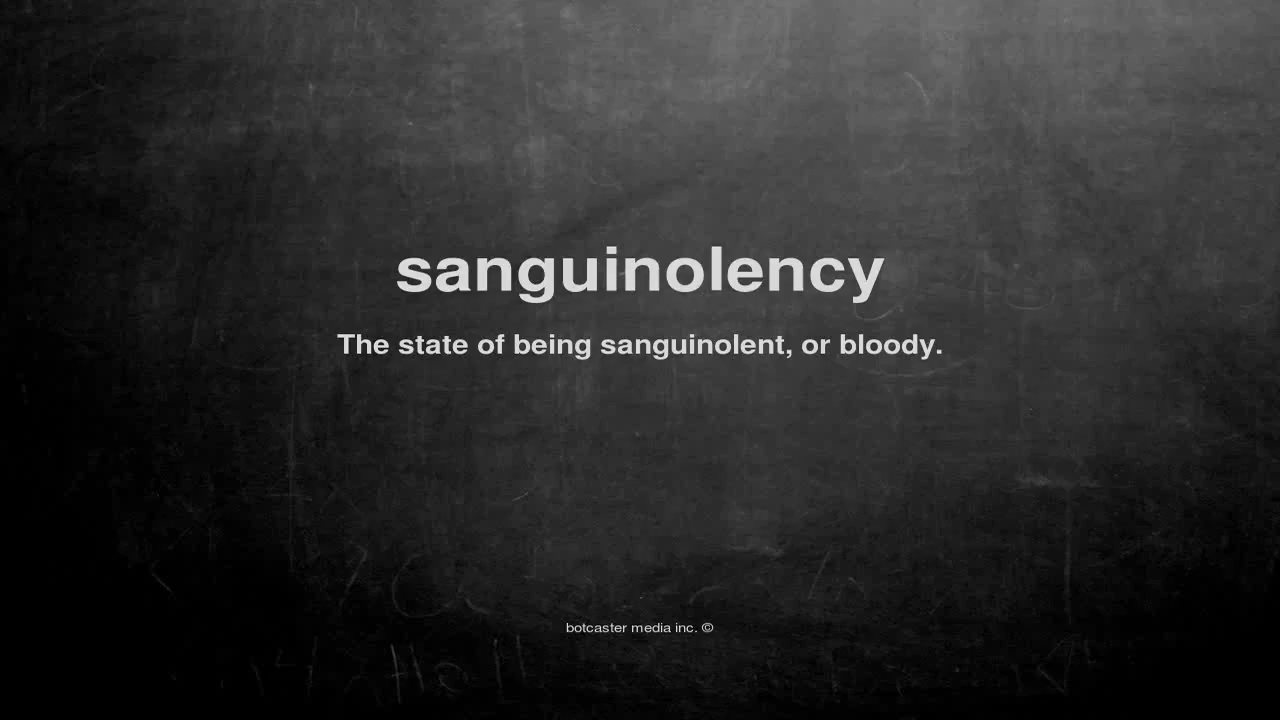 sanguinolency
The state of being sanguinolent, or bloody.
botcaster media inc. ©